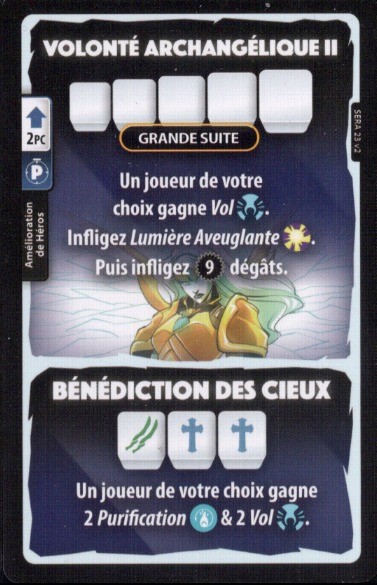 VOLONTÉ ARCHANGÉLIQUE II
GRANDE SUITE
2PC
P
Amélioration
de Héros
SERA 23 v2
Un joueur de votre
choix gagne Vol.
Infligez Lumière Aveuglante.
Puis infligez 9 dégâts.
BÉNÉDICTION DES CIEUX
Un joueur de votre choix gagne
2 Purification & 2 Vol.